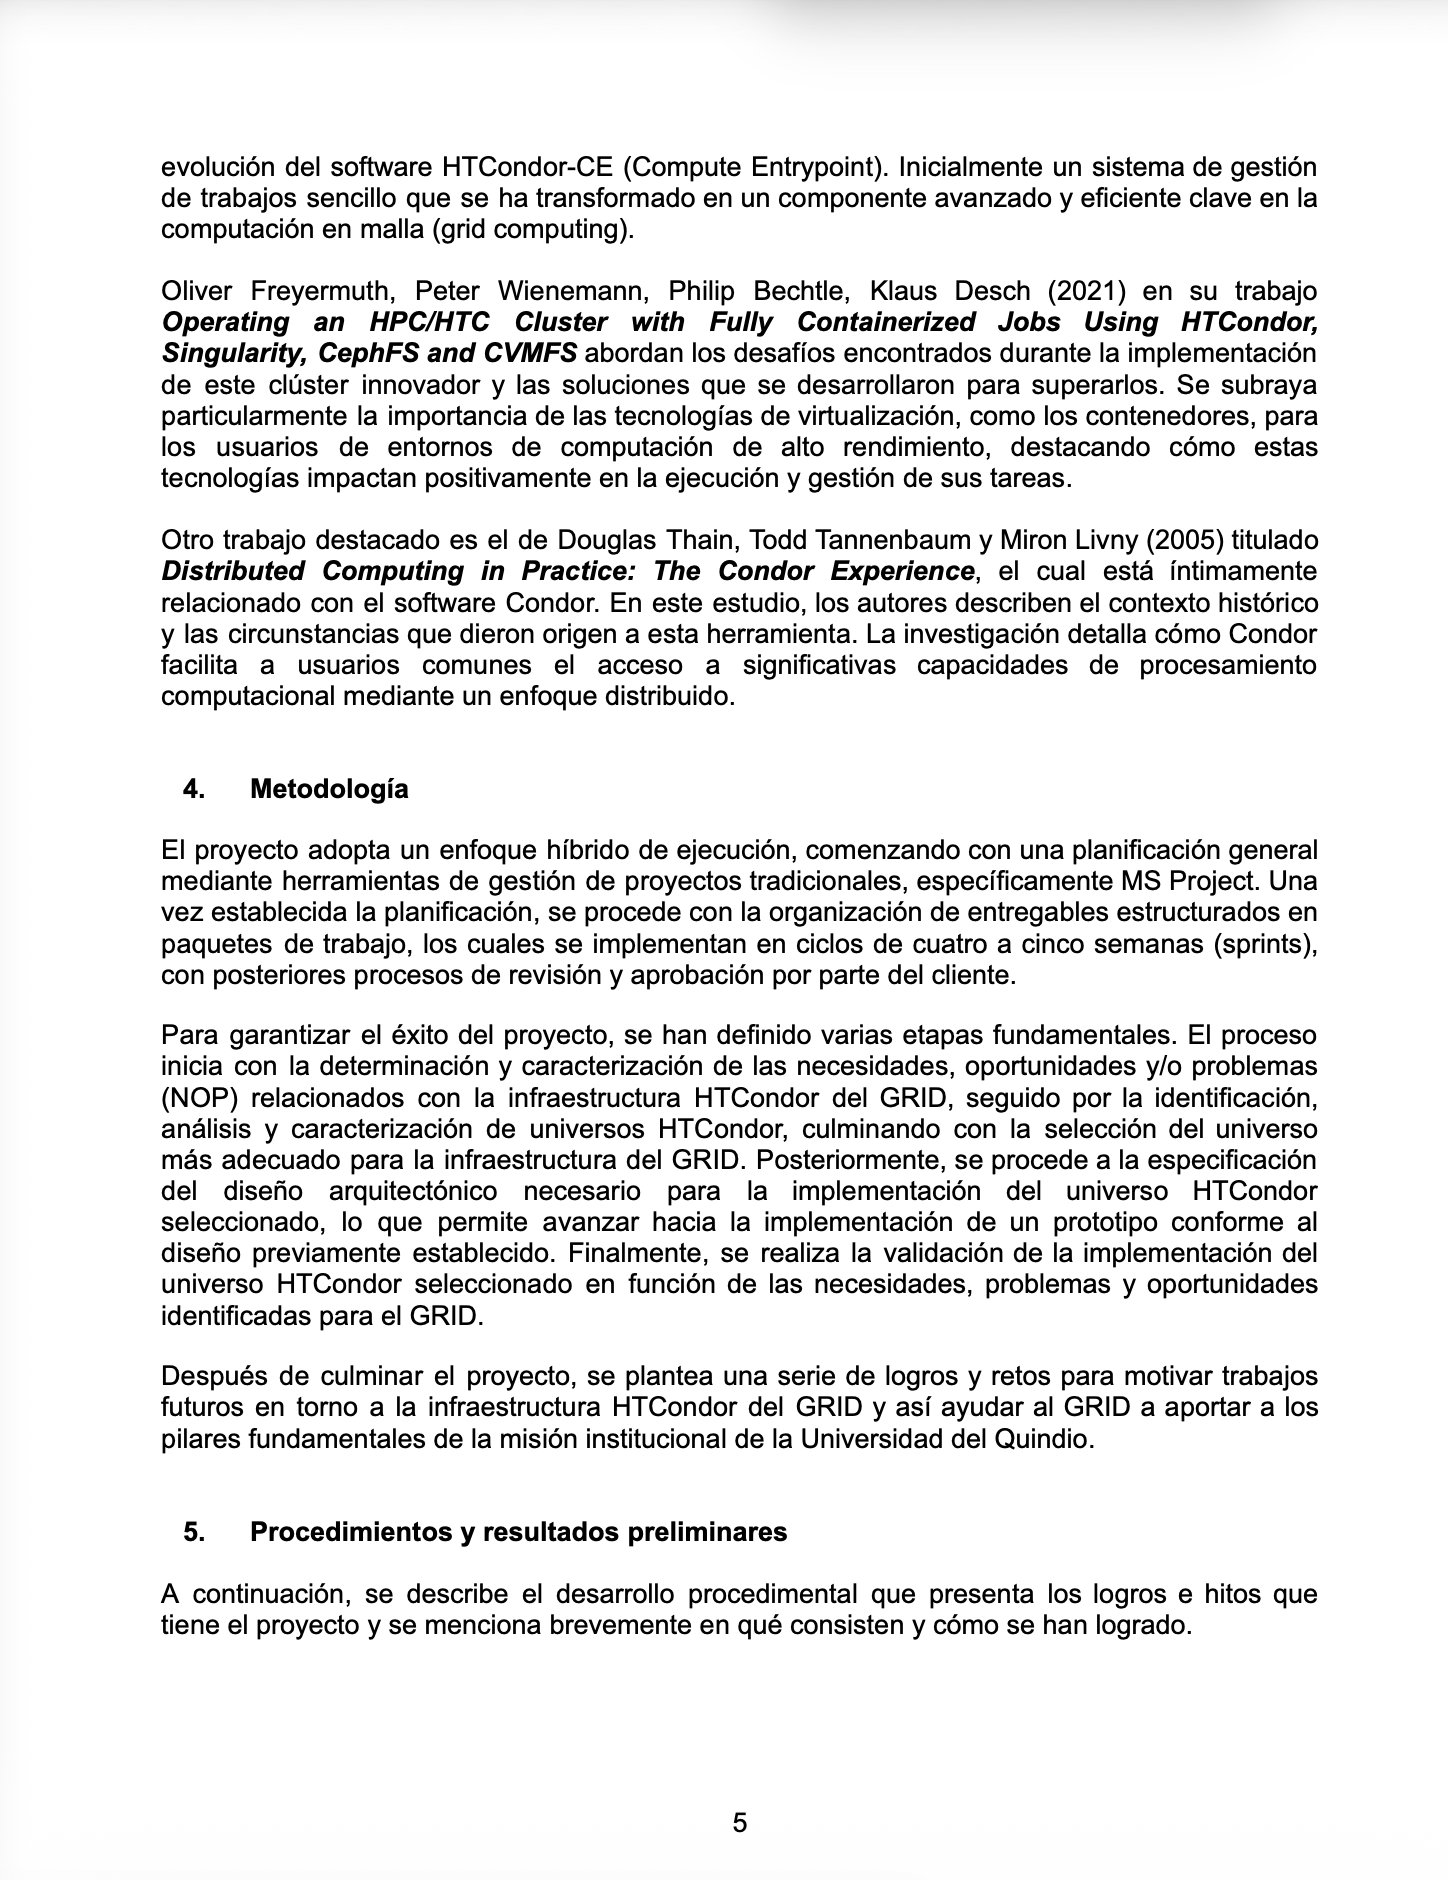 evolución del software HTCondor-CE (Compute Entrypoint). Inicialmente un sistema de gestión
de trabajos sencillo que se ha transformado en un componente avanzado y eficiente clave en la
computación en malla (grid computing).
Oliver Freyermuth, Peter Wienemann, Philip Bechtle, Klaus Desch (2021) en su trabajo
Operating an HPC/HTC Cluster with Fully Containerized Jobs Using HTCondor,
Singularity, CephFS and CVMFS abordan los desafíos encontrados durante la implementación
de este clúster innovador y las soluciones que se desarrollaron para superarlos. Se subraya
particularmente la importancia de las tecnologías de virtualización, como los contenedores, para
los usuarios de entornos de computación de alto rendimiento, destacando cómo estas
tecnologías impactan positivamente en la ejecución y gestión de sus tareas.
Otro trabajo destacado es el de Douglas Thain, Todd Tannenbaum y Miron Livny (2005) titulado
Distributed Computing in Practice: The Condor Experience, el cual está íntimamente
relacionado con el software Condor. En este estudio, los autores describen el contexto histórico
y las circunstancias que dieron origen a esta herramienta. La investigación detalla cómo Condor
facilita a usuarios comunes el acceso a significativas capacidades de procesamiento
computacional mediante un enfoque distribuido.
4. Metodología
El proyecto adopta un enfoque híbrido de ejecución, comenzando con una planificación general
mediante herramientas de gestión de proyectos tradicionales, específicamente MS Project. Una
vez establecida la planificación, se procede con la organización de entregables estructurados en
paquetes de trabajo, los cuales se implementan en ciclos de cuatro a cinco semanas (sprints),
con posteriores procesos de revisión y aprobación por parte del cliente.
Para garantizar el éxito del proyecto, se han definido varias etapas fundamentales. El proceso
inicia con la determinación y caracterización de las necesidades, oportunidades y/o problemas
(NOP) relacionados con la infraestructura HTCondor del GRID, seguido por la identificación,
análisis y caracterización de universos HTCondor, culminando con la selección del universo
más adecuado para la infraestructura del GRID. Posteriormente, se procede a la especificación
del diseño arquitectónico necesario para la implementación del universo HTCondor
seleccionado, lo que permite avanzar hacia la implementación de un prototipo conforme al
diseño previamente establecido. Finalmente, se realiza la validación de la implementación del
universo HTCondor seleccionado en función de las necesidades, problemas y oportunidades
identificadas para el GRID.
Después de culminar el proyecto, se plantea una serie de logros y retos para motivar trabajos
futuros en torno a la infraestructura HTCondor del GRID y así ayudar al GRID a aportar a los
pilares fundamentales de la misión institucional de la Universidad del Quindio.
5. Procedimientos y resultados preliminares
A continuación, se describe el desarrollo procedimental que presenta los logros e hitos que
tiene el proyecto y se menciona brevemente en qué consisten y cómo se han logrado.
5